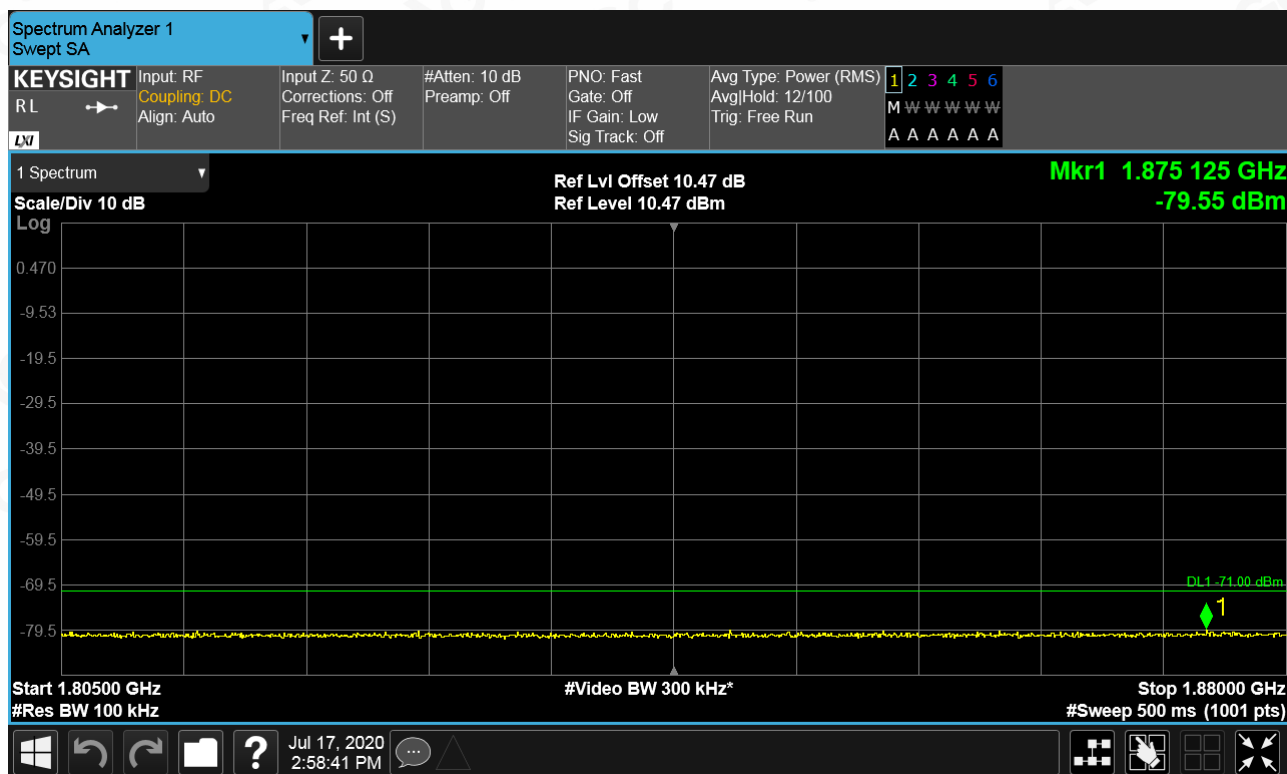 Spectrum Analyzer 1
Swept SA
+
KEYSIGHT
R L
LXI
Input: RF
Coupling: DC
Align: Auto
Input Z: 50 Ω
Corrections: Off
Freq Ref: Int (S)
#Atten: 10 dB
Preamp: Off
PNO: Fast
Gate: Off
IF Gain: Low
Sig Track: Off
Avg Type: Power (RMS)
Avg|Hold: 12/100
Trig: Free Run
1 2 3 4 5 6
M W W W W W
A A A A A A
1 Spectrum
Scale/Div 10 dB
Log
Ref Lvl Offset 10.47 dB
Ref Level 10.47 dBm
Mkr1 1.875 125 GHz
-79.55 dBm
0.470
-9.53
-19.5
-29.5
-39.5
-49.5
-59.5
-69.5
DL1 -71.00 dBm
1
-79.5
Start 1.80500 GHz
#Res BW 100 kHz
#Video BW 300 kHz*
Stop 1.88000 GHz
#Sweep 500 ms (1001 pts)
?
Jul 17, 2020
2:58:41 PM